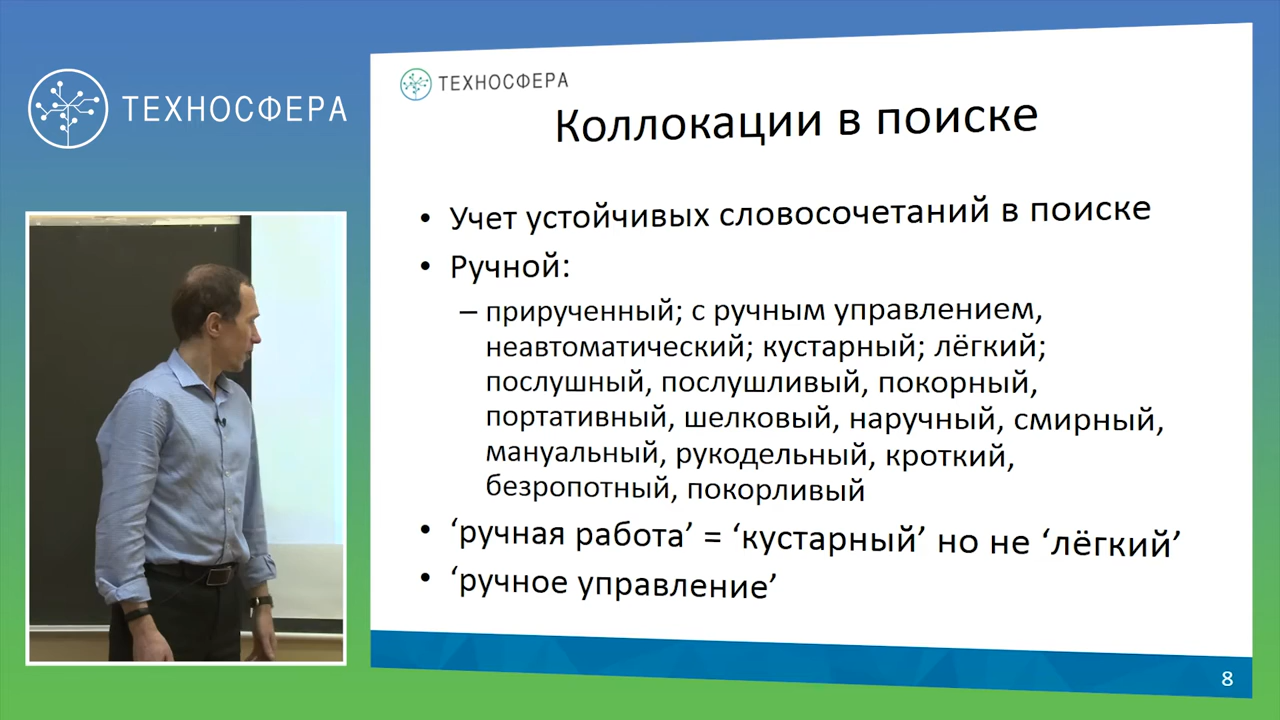 ТЕХНОСФЕРА
ТЕХНОСФЕРА
Коллокации в поиске
• Учет устойчивых словосочетаний в поиске
• Ручной:
– прирученный; с ручным управлением,
неавтоматический; кустарный; лёгкий;
послушный, послушливый, покорный,
портативный, шелковый, наручный, смирный,
мануальный, рукодельный, кроткий,
безропотный, покорливый
• ‘ручная работа’ = ‘кустарный’ но не ‘лёгкий’
• ‘ручное управление’
8